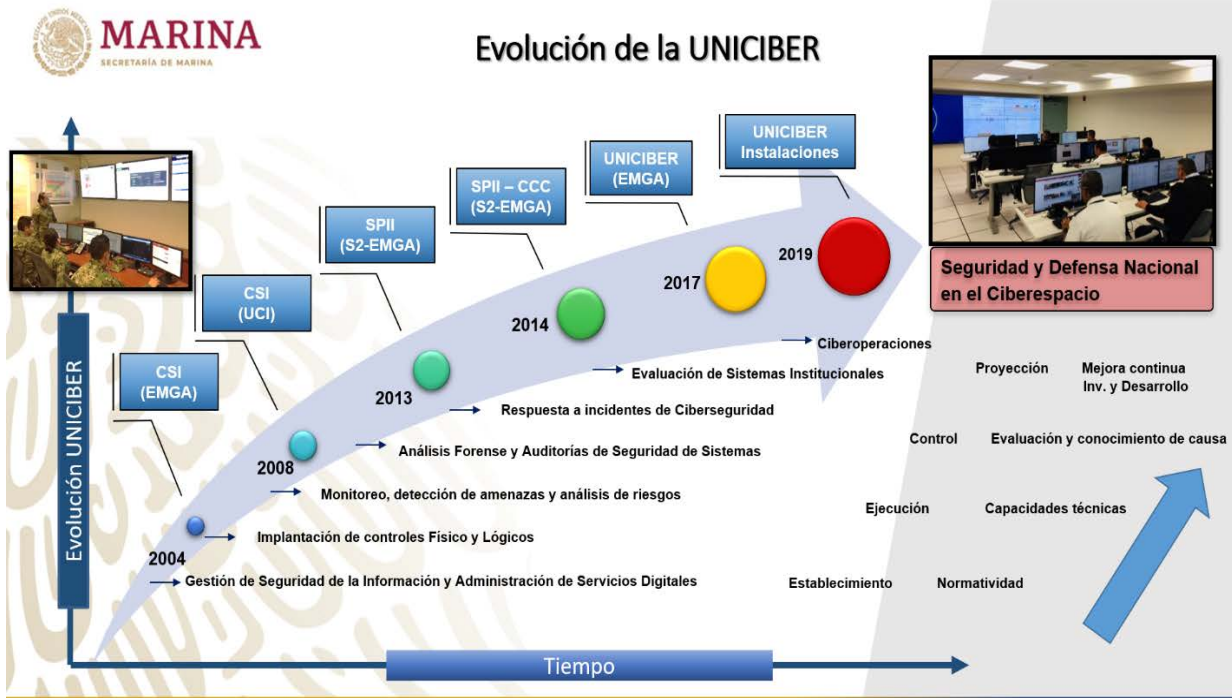 MARINA
SECRETARÍA DE MARINA
Evolución de la UNICIBER
UNICIBER
Instalaciones
UNICIBER
(EMGA)
SPII – CCC
(S2-EMGA)
SPII
(S2-EMGA)
CSI
(UCI)
CSI
(EMGA)
2004
2008
2013
2014
2017
2019
Seguridad y Defensa Nacional
en el Ciberespacio
Ciberoperaciones
Evaluación de Sistemas Institucionales
Respuesta a incidentes de Ciberseguridad
Análisis Forense y Auditorías de Seguridad de Sistemas
Monitoreo, detección de amenazas y análisis de riesgos
Implantación de controles Físico y Lógicos
Gestión de Seguridad de la Información y Administración de Servicios Digitales
Proyección Mejora continua
Inv. y Desarrollo
Control Evaluación y conocimiento de causa
Ejecución Capacidades técnicas
Establecimiento Normatividad
Evolución UNICIBER
Tiempo